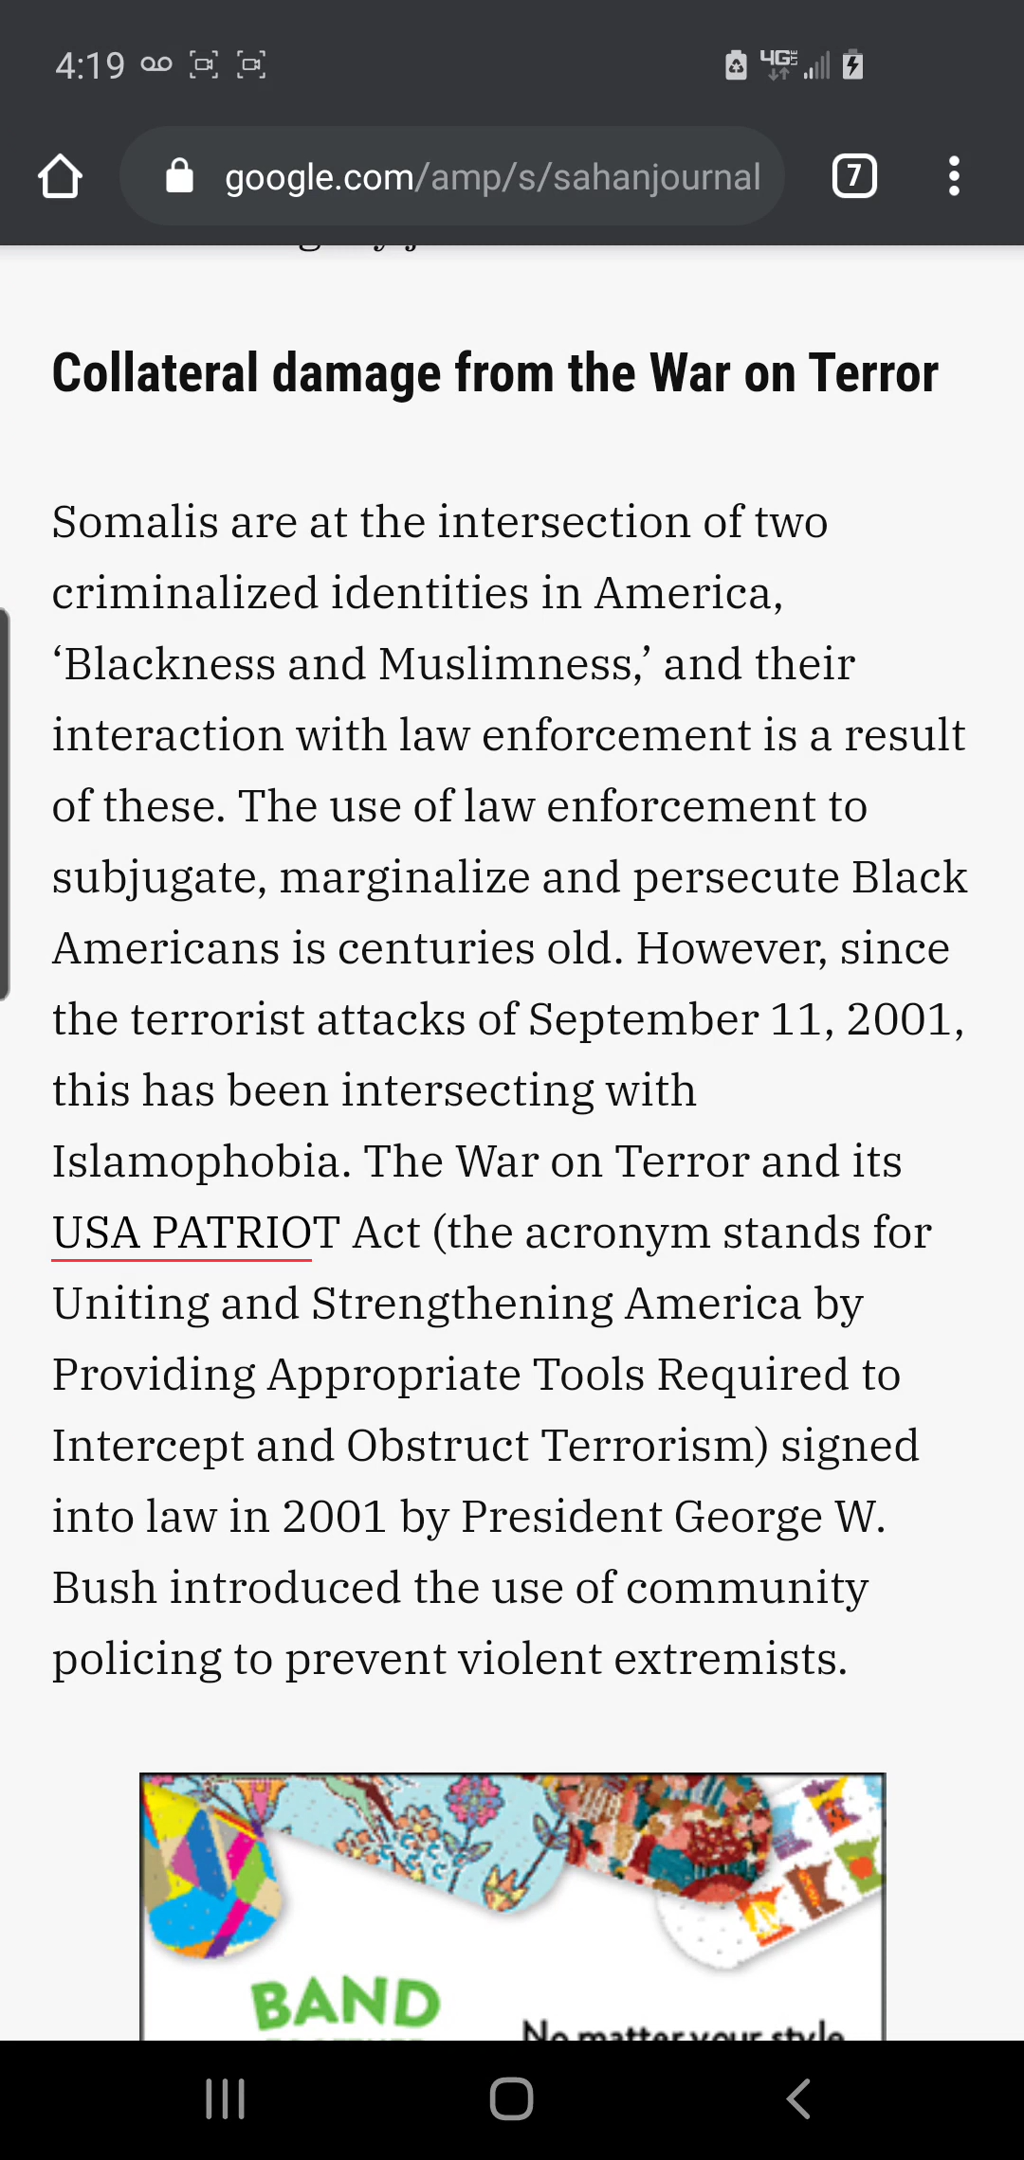 4:19
4G LTE
google.com/amp/s/sahanjournal
7
Collateral damage from the War on Terror
Somalis are at the intersection of two
criminalized identities in America,
‘Blackness and Muslimness,’ and their
interaction with law enforcement is a result
of these. The use of law enforcement to
subjugate, marginalize and persecute Black
Americans is centuries old. However, since
the terrorist attacks of September 11, 2001,
this has been intersecting with
Islamophobia. The War on Terror and its
USA PATRIOT Act (the acronym stands for
Uniting and Strengthening America by
Providing Appropriate Tools Required to
Intercept and Obstruct Terrorism) signed
into law in 2001 by President George W.
Bush introduced the use of community
policing to prevent violent extremists.
BAND
No matter your style